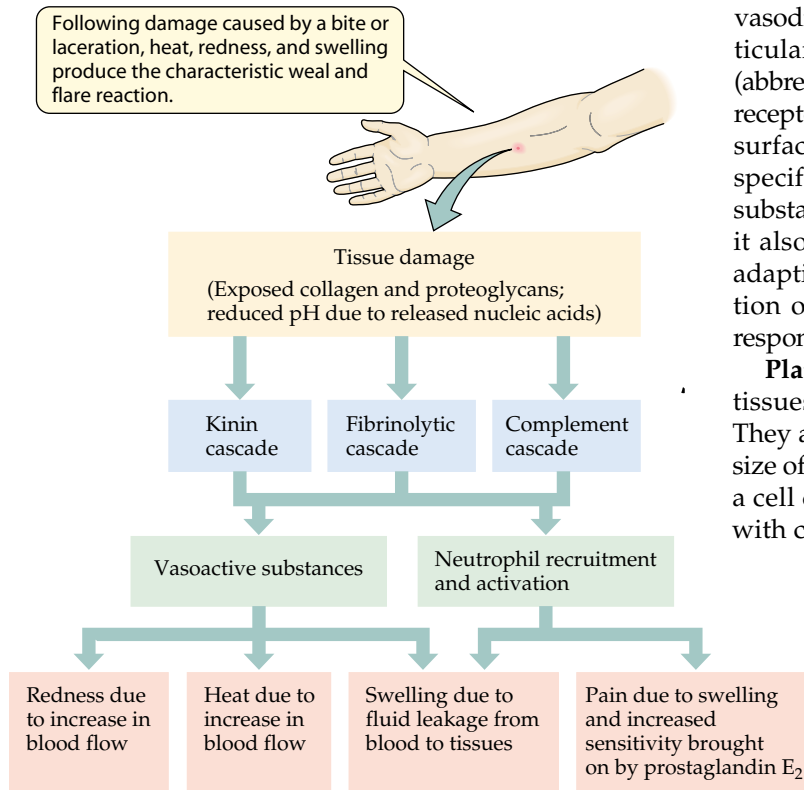 Following damage caused by a bite or
laceration, heat, redness, and swelling
produce the characteristic weal and
flare reaction.
Tissue damage
(Exposed collagen and proteoglycans;
reduced pH due to released nucleic acids)
Kinin
cascade
Fibrinolytic
cascade
Complement
cascade
Vasoactive substances
Neutrophil recruitment
and activation
Redness due
to increase in
blood flow
Heat due to
increase in
blood flow
Swelling due to
fluid leakage from
blood to tissues
Pain due to swelling
and increased
sensitivity brought
on by prostaglandin E2
vasodi
ticular
(abbre
recept
surfac
specif
substa
it also
adapti
tion o
respon
Pla
tissues
They a
size of
a cell
with c